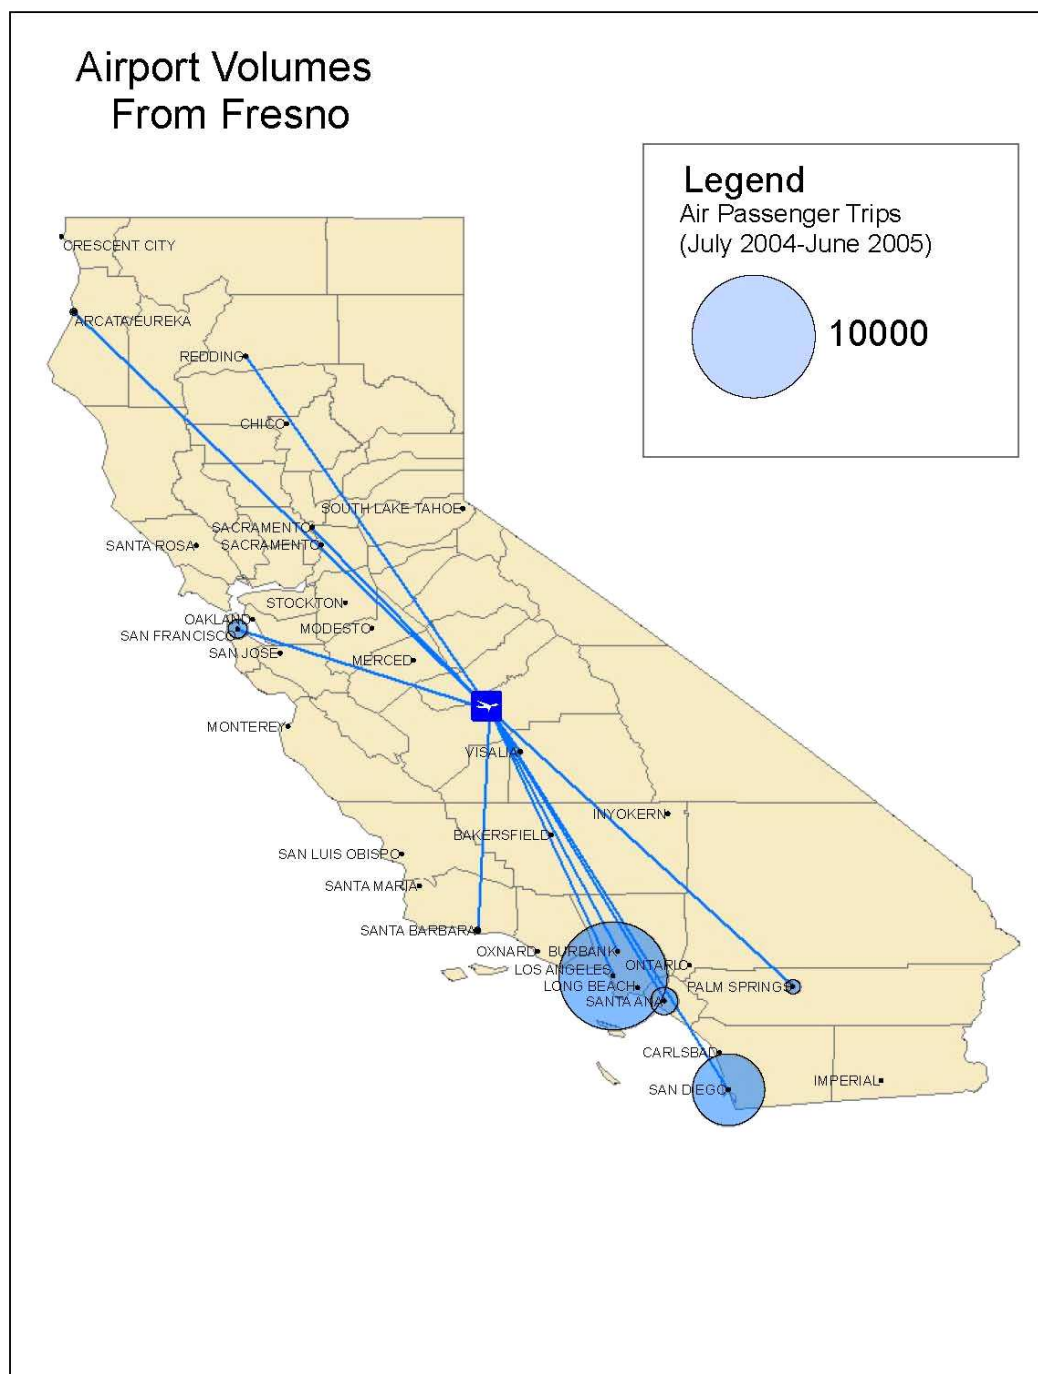 Airport Volumes
From Fresno
Legend
Air Passenger Trips
(July 2004-June 2005)
10000
CRESCENT CITY
ARCATA/EUREKA
REDDING
CHICO
SOUTH LAKE TAHOE
SACRAMENTO
SANTA ROSA
SACRAMENTO
STOCKTON
OAKLAND
MODESTO
SAN FRANCISCO
SAN JOSE
MERCED
MONTEREY
VISALIA
INYOKERN
BAKERSFIELD
SAN LUIS OBISPO
SANTA MARIA
SANTA BARBARA
OXNARD
BURBANK
LOS ANGELES
ONTARIO
LONG BEACH
PALM SPRINGS
SANTA ANA
CARLSBAD
SAN DIEGO
IMPERIAL